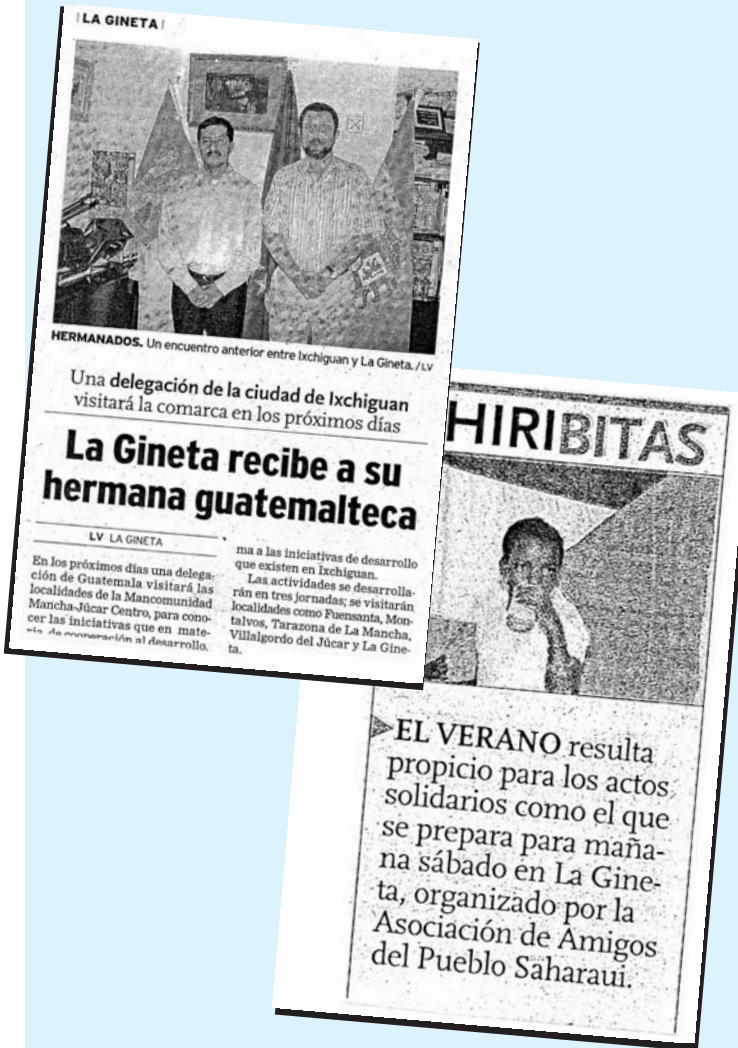 LA GINETA
HERMANADOS. Un encuentro anterior entre Ixchiguan y La Gineta. / LV
Una delegación de la ciudad de Ixchiguan
visitará la comarca en los próximos días
La Gineta recibe a su
hermana guatemalteca
LV LA GINETA
En los próximos días una delega-
ción de Guatemala visitará las
localidades de la Mancomunidad
Mancha-Júcar Centro, para cono-
cer las iniciativas que en mate-
ria de cooperación al desarrollo,
ma a las iniciativas de desarrollo
que existen en Ixchiguan.
Las actividades se desarrolla-
rán en tres jornadas; se visitarán
localidades como Fuensanta, Mon-
talvos, Tarazona de La Mancha,
Villalgordo del Júcar y La Gine-
ta.
HIRIBITAS
EL VERANO resulta
propicio para los actos
solidarios como el que
se prepara para maña-
na sábado en La Gine-
ta, organizado por la
Asociación de Amigos
del Pueblo Saharaui.